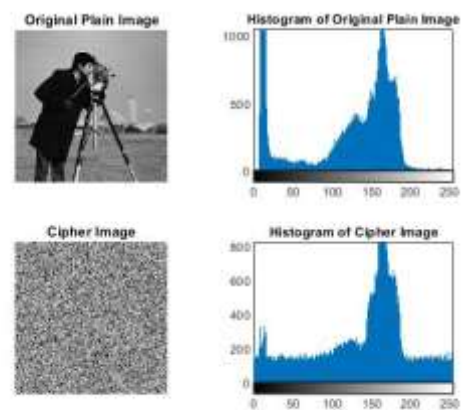 Original Plain Image
Histogram of Original Plain Image
1000
500
0
0 50 100 150 200 250
Cipher Image
Histogram of Cipher Image
800
600
400
200
0
0 50 100 150 200 250